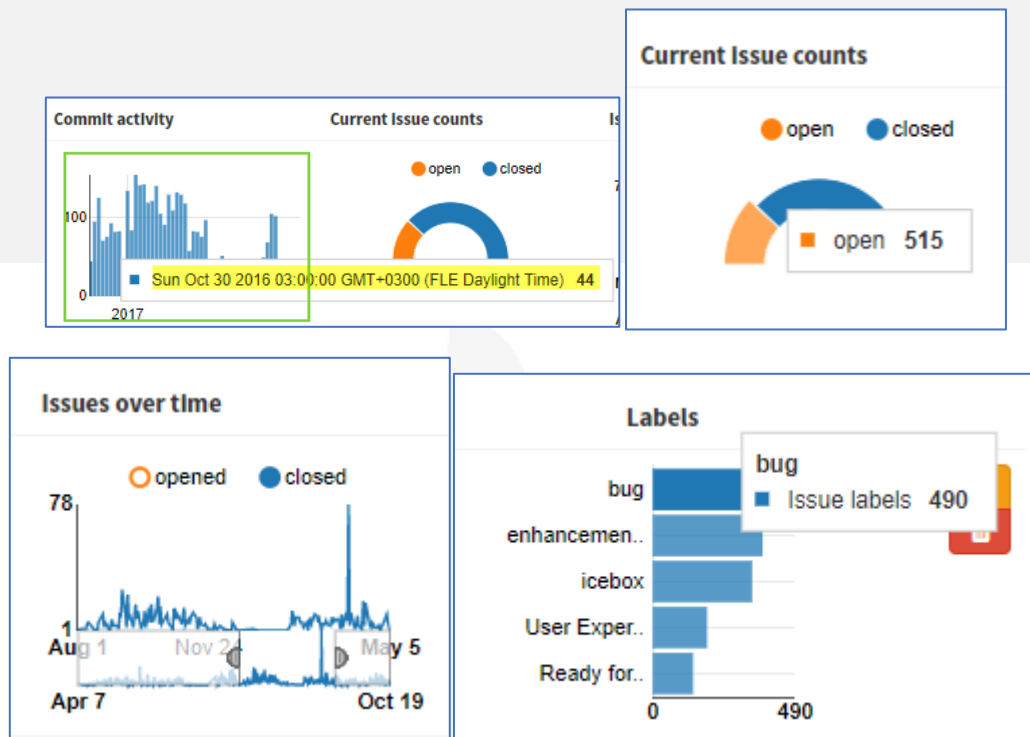 Commit activity
Current Issue counts
Is
open closed
100
0
Sun Oct 30 2016 03:00:00 GMT+0300 (FLE Daylight Time) 44
2017
Current Issue counts
open closed
open 515
Issues over time
opened closed
78
1
Aug 1 Nov 24 May 5
Apr 7 Oct 19
Labels
bug
Issue labels 490
bug
enhancemen..
icebox
User Exper..
Ready for..
0 490